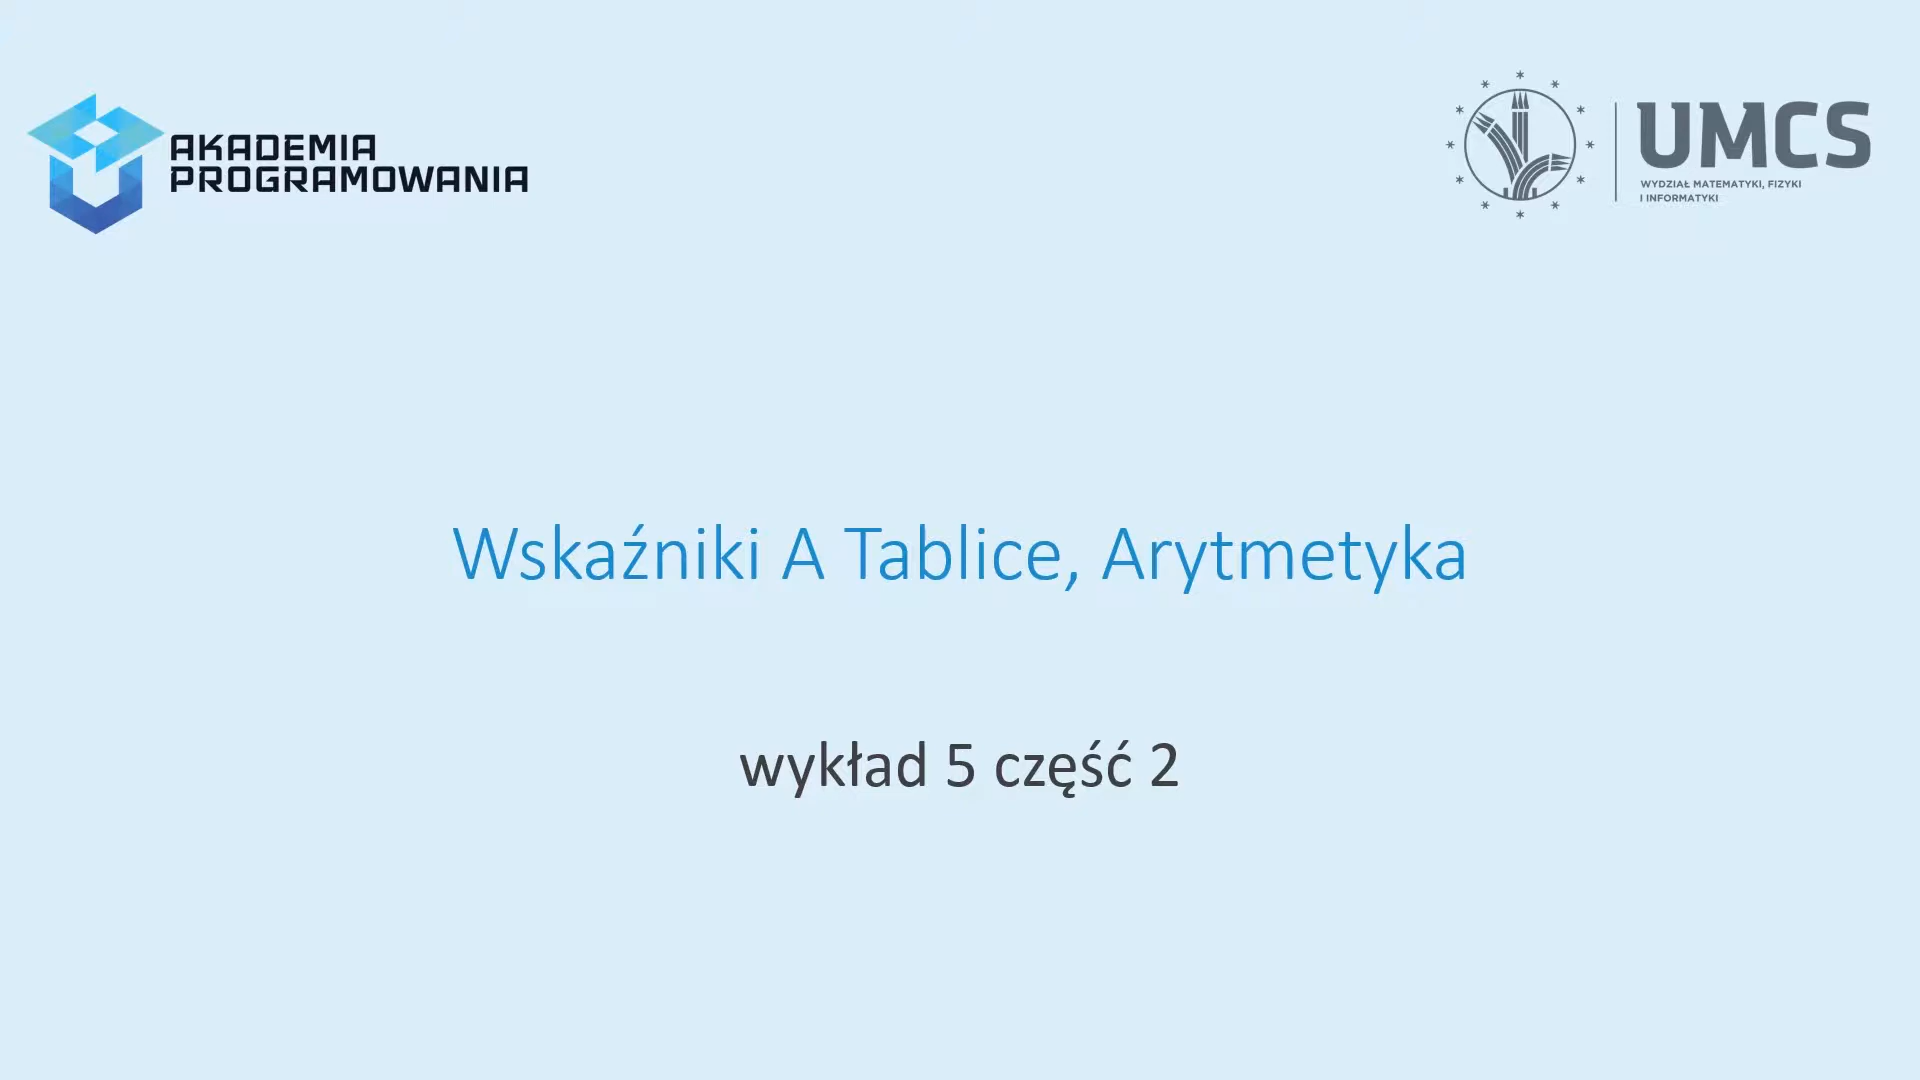 AKADEMIA
PROGRAMOWANIA
UMCS
WYDZIAŁ MATEMATYKI, FIZYKI
I INFORMATYKI
Wskaźniki A Tablice, Arytmetyka
wykład 5 część 2